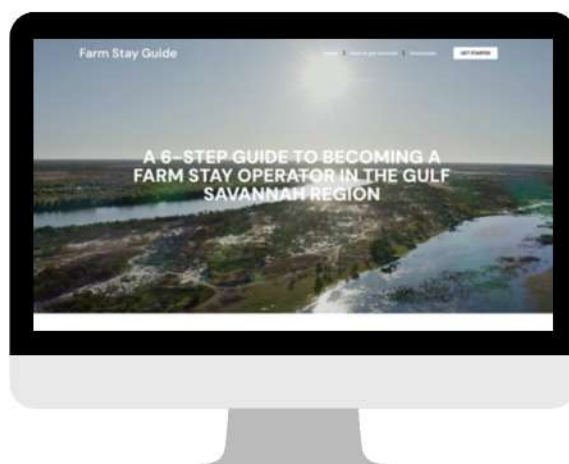 Farm Stay Guide
GET STARTED
A 6-STEP GUIDE TO BECOMING A
FARM STAY OPERATOR IN THE GULF
SAVANNAH REGION